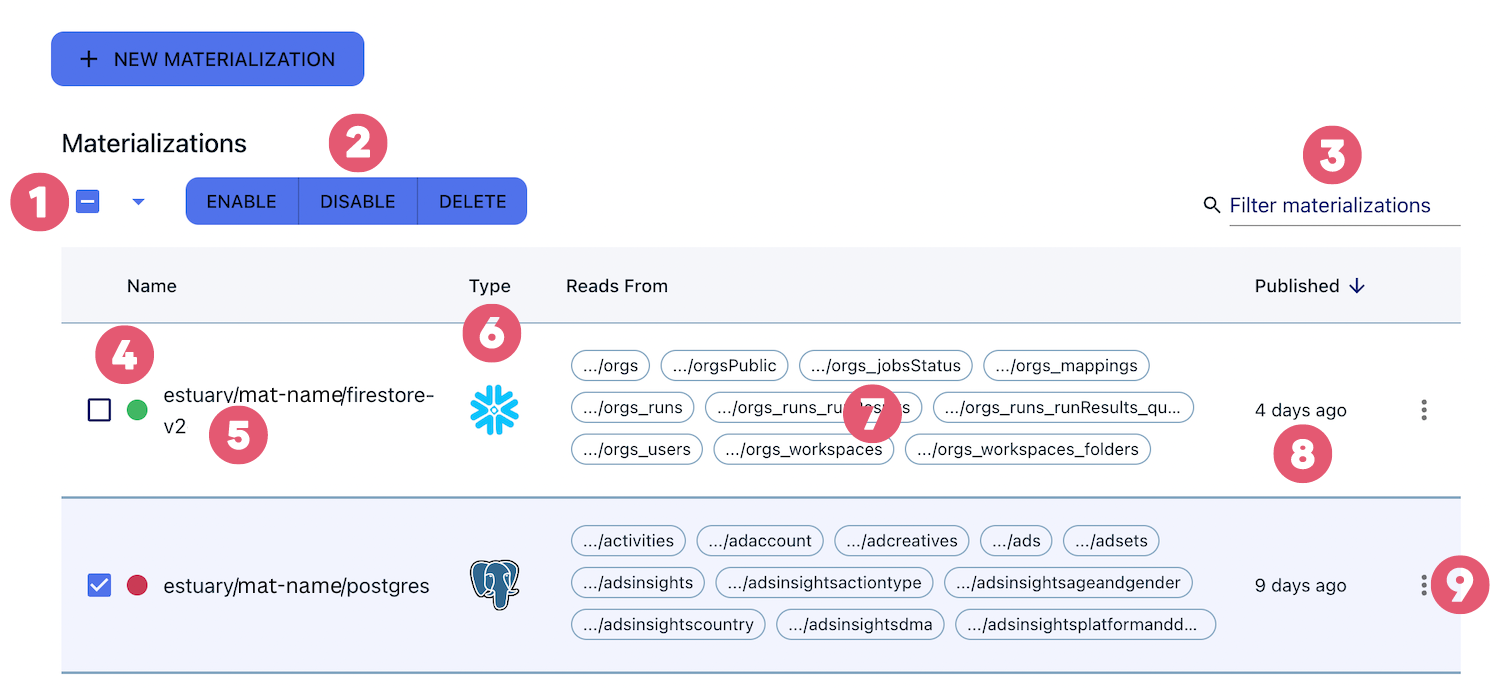 + NEW MATERIALIZATION
Materializations
2
3
1
ENABLE DISABLE DELETE
Filter materializations
Name Type Reads From Published
4
6
estuary/mat-name/firestore-
v2
5
.../orgs .../orgsPublic .../orgs_jobsStatus .../orgs_mappings
.../orgs_runs .../orgs_runs_ru .../orgs_runs_runResults_qu...
7
.../orgs_users .../orgs_workspaces .../orgs_workspaces_folders
4 days ago
8
estuary/mat-name/postgres
.../activities .../adaccount .../adcreatives .../ads .../adsets
.../adsinsights .../adsinsightsactiontype .../adsinsightsageandgender
.../adsinsightscountry .../adsinsightsdma .../adsinsightsplatformandd...
9 days ago
9